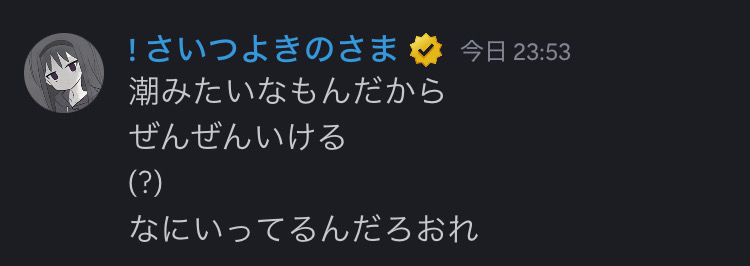 ! さいつよきのさま 今日 23:53
潮みたいなもんだから
ぜんぜんいける
(?)
なにいってるんだろおれ